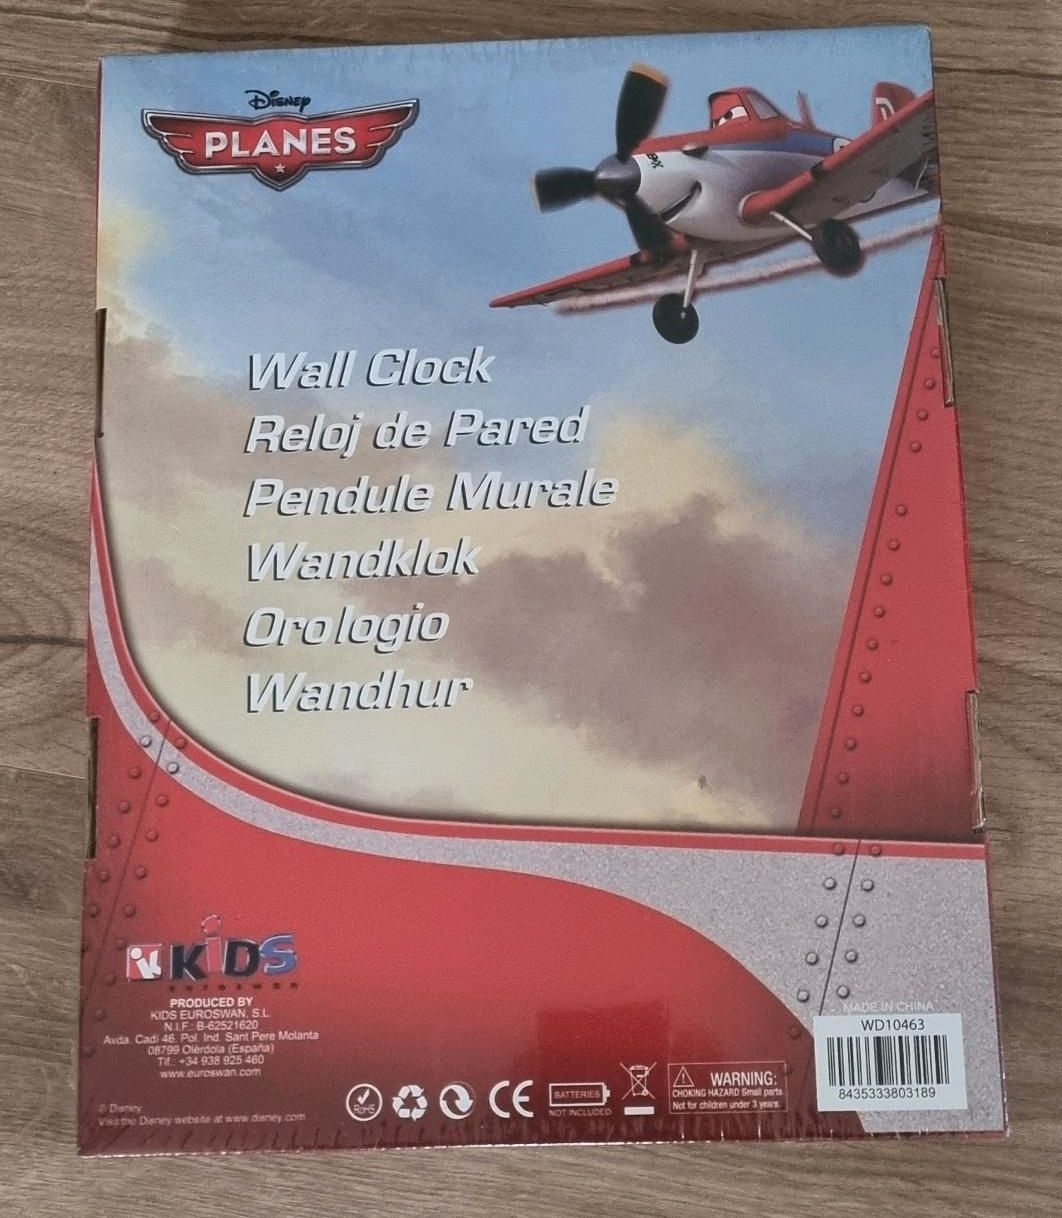 Disney
PLANES
Wall Clock
Reloj de Pared
Pendule Murale
Wandklok
Orologio
Wandhur
K KiDS
euroswan
PRODUCED BY
KIDS EUROSWAN, S.L.
N.I.F.: B-62521620
Avda. Cadí 46. Pol. Ind. Sant Pere Molanta
08799 Olèrdola (España)
Tlf.: +34 938 925 460
www.euroswan.com
© Disney
Visit the Disney website at www.disney.com
RoHS
CE
BATTERIES
NOT INCLUDED
WARNING:
CHOKING HAZARD Small parts
Not for children under 3 years.
MADE IN CHINA
WD10463
8435333803189